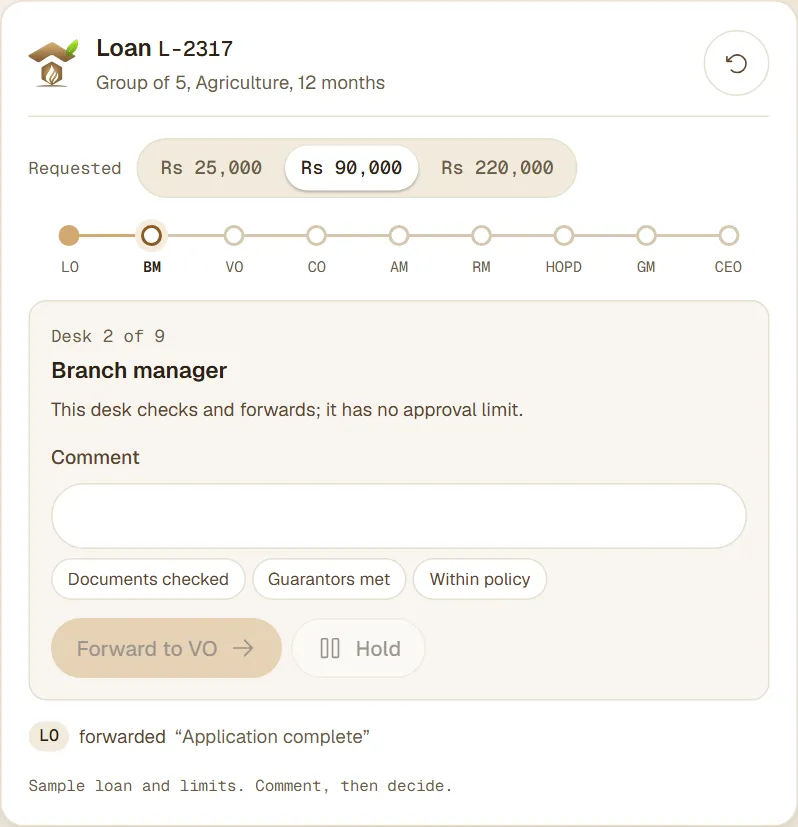 Loan L-2317
Group of 5, Agriculture, 12 months
Requested Rs 25,000 Rs 90,000 Rs 220,000
LO BM VO CO AM RM HOPD GM CEO
Desk 2 of 9
Branch manager
This desk checks and forwards; it has no approval limit.
Comment
Documents checked Guarantors met Within policy
Forward to VO → Hold
LO forwarded “Application complete”
Sample loan and limits. Comment, then decide.